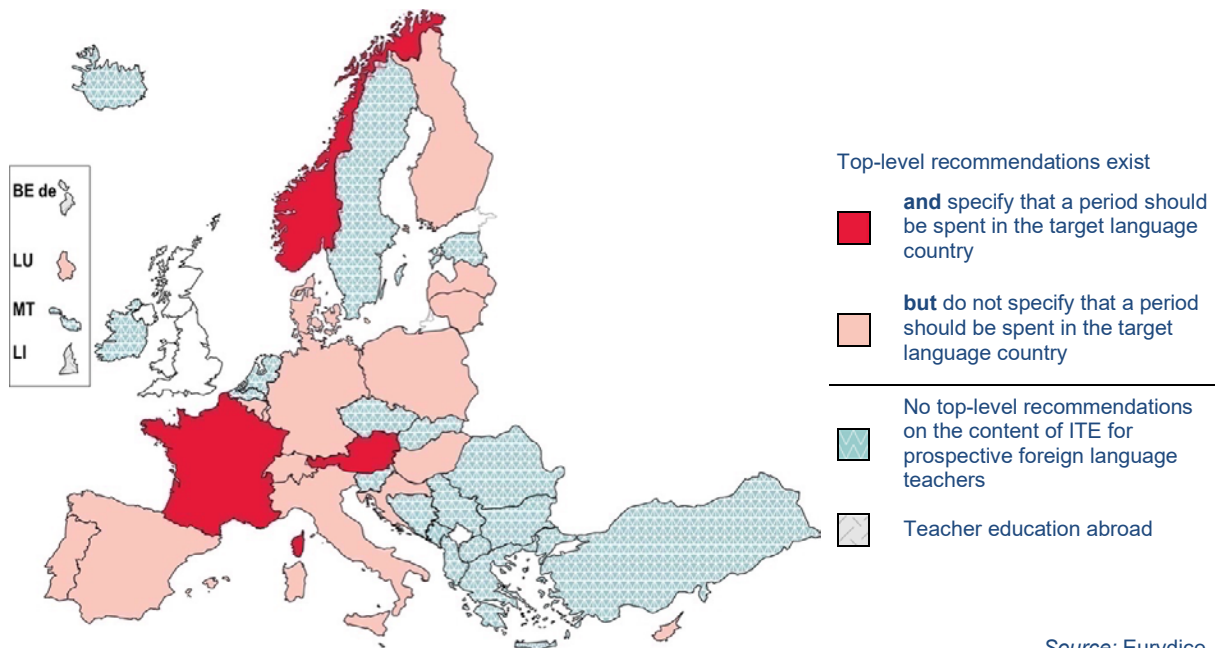 BE de
LU
MT
LI
Top-level recommendations exist
and specify that a period should
be spent in the target language
country
but do not specify that a period
should be spent in the target
language country
No top-level recommendations
on the content of ITE for
prospective foreign language
teachers
Teacher education abroad
Source: Eurydice